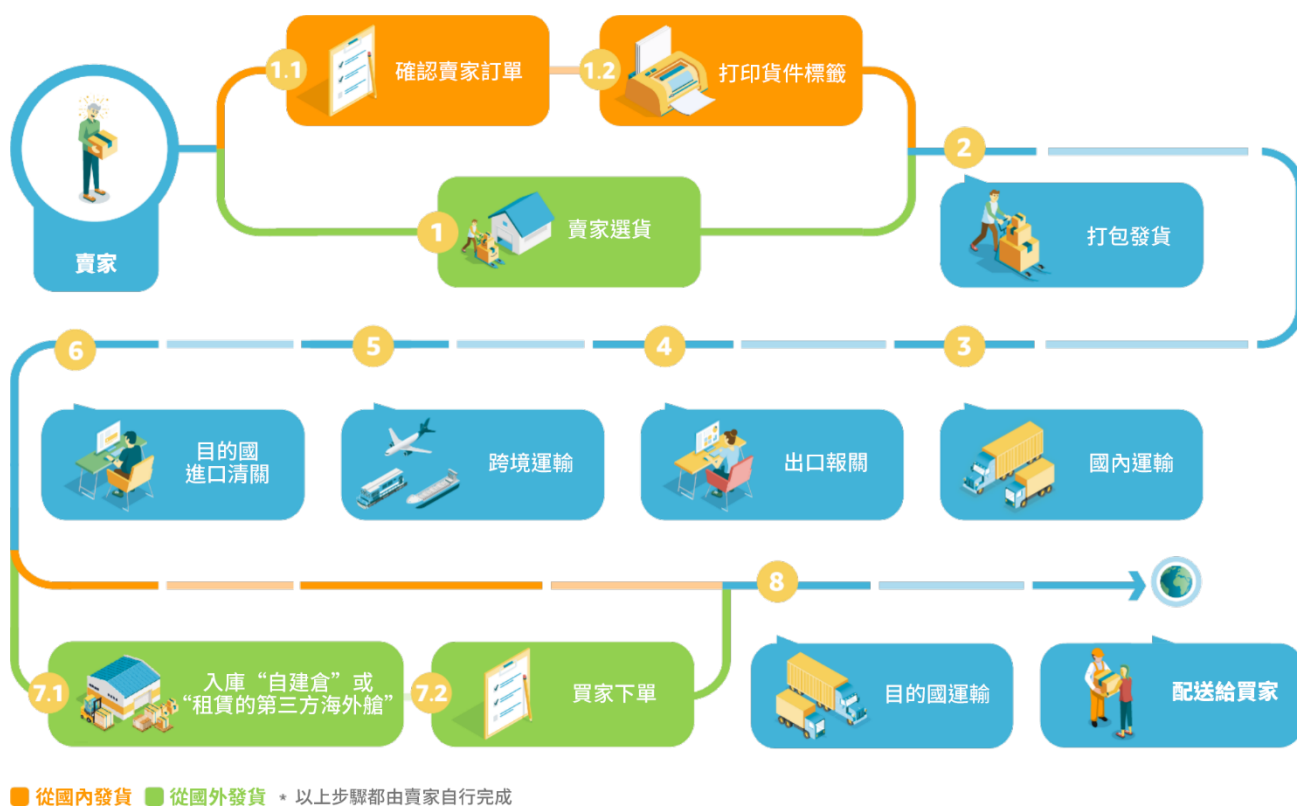 1.1
確認賣家訂單
1.2
打印貨件標籤
賣家
1
賣家選貨
2
打包發貨
6
5
4
3
目的國
進口清關
跨境運輸
出口報關
國內運輸
8
7.1
入庫“自建倉”或
“租賃的第三方海外艙”
7.2
買家下單
目的國運輸
配送給買家
從國內發貨 從國外發貨 * 以上步驟都由賣家自行完成